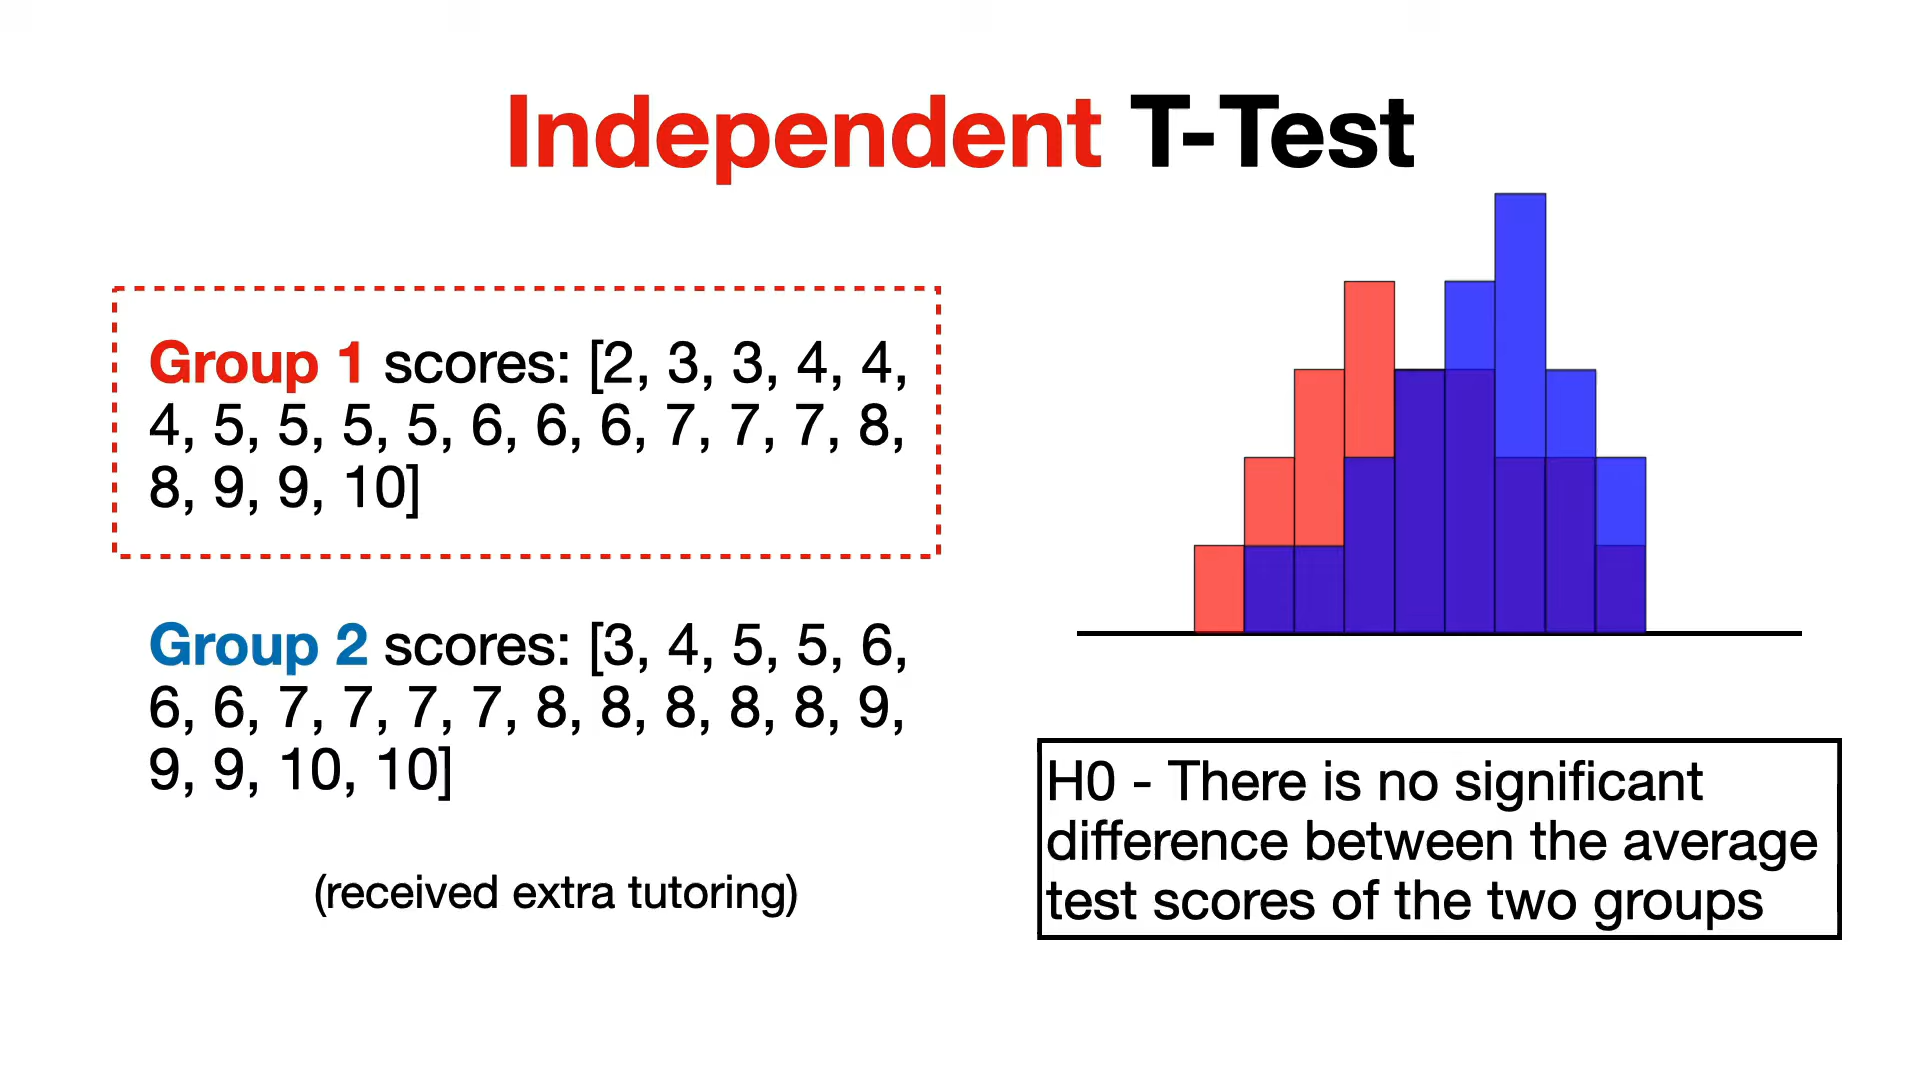 Independent T-Test
Group 1 scores: [2, 3, 3, 4, 4,
4, 5, 5, 5, 5, 6, 6, 6, 7, 7, 7, 8,
8, 9, 9, 10]
Group 2 scores: [3, 4, 5, 5, 6,
6, 6, 7, 7, 7, 7, 8, 8, 8, 8, 8, 9,
9, 9, 10, 10]
(received extra tutoring)
H0 - There is no significant
difference between the average
test scores of the two groups